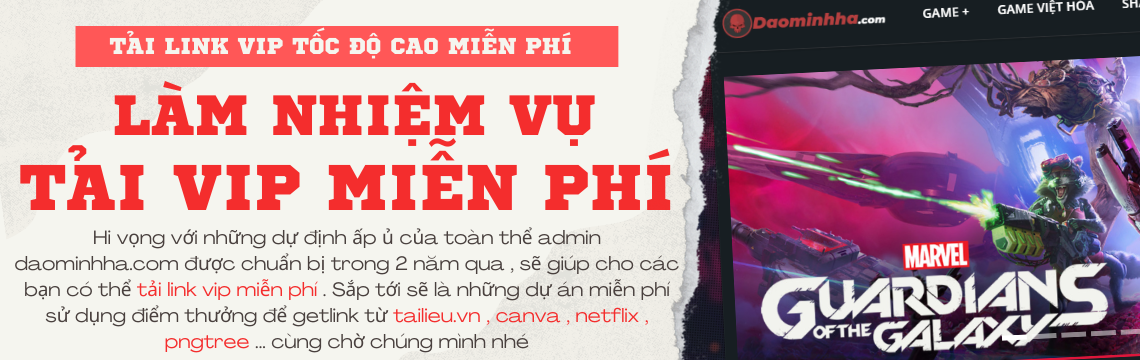 TẢI LINK VIP TỐC ĐỘ CAO MIỄN PHÍ
LÀM NHIỆM VỤ
TẢI VIP MIỄN PHÍ
Hi vọng với những dự định ấp ủ của toàn thể admin
daominhha.com được chuẩn bị trong 2 năm qua , sẽ giúp cho các
bạn có thể tải link vip miễn phí . Sắp tới sẽ là những dự án miễn phí
sử dụng điểm thưởng để getlink từ tailieu.vn , canva , netflix ,
pngtree ... cùng chờ chúng mình nhé
Daominhha.com
GAME +
GAME VIỆT HÓA
MARVEL
GUARDIANS
OF THE GALAXY